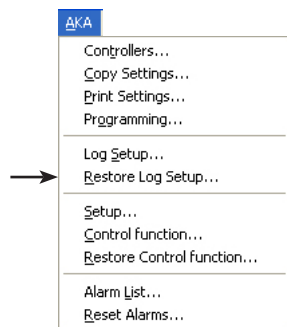 AKA
Controllers...
Copy Settings...
Print Settings...
Programming...
Log Setup...
Restore Log Setup...
Setup...
Control function...
Restore Control function...
Alarm List...
Reset Alarms...